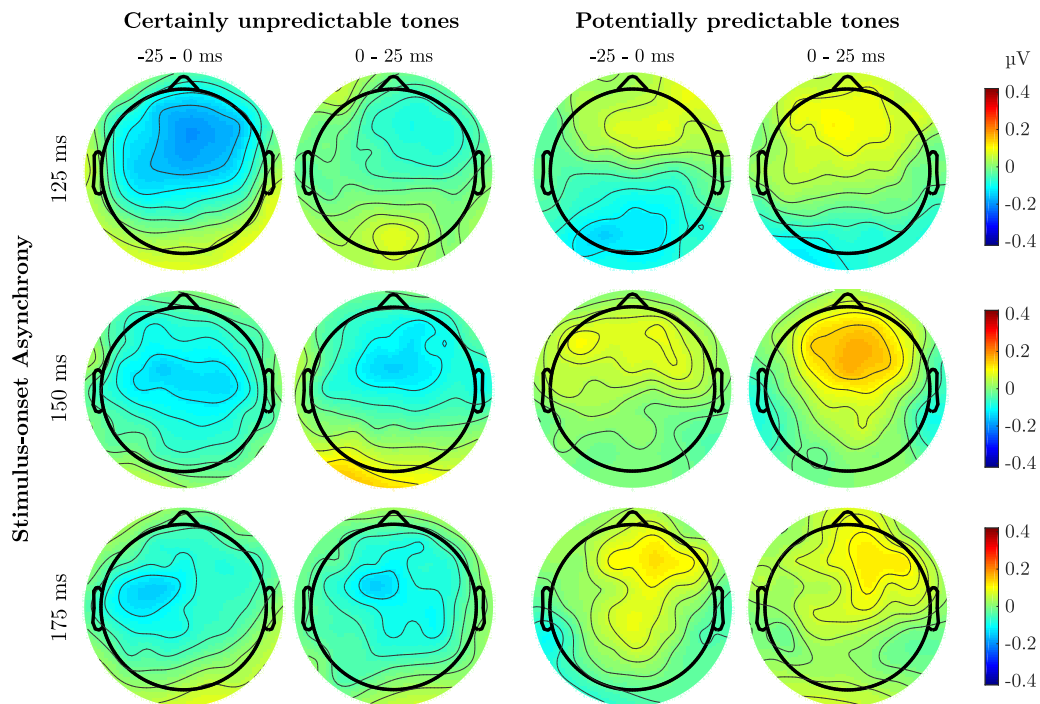 Certainly unpredictable tones Potentially predictable tones
-25 - 0 ms 0 - 25 ms -25 - 0 ms 0 - 25 ms µV
Stimulus-onset Asynchrony
125 ms
0.4
0.2
0
-0.2
-0.4
150 ms
0.4
0.2
0
-0.2
-0.4
175 ms
0.4
0.2
0
-0.2
-0.4